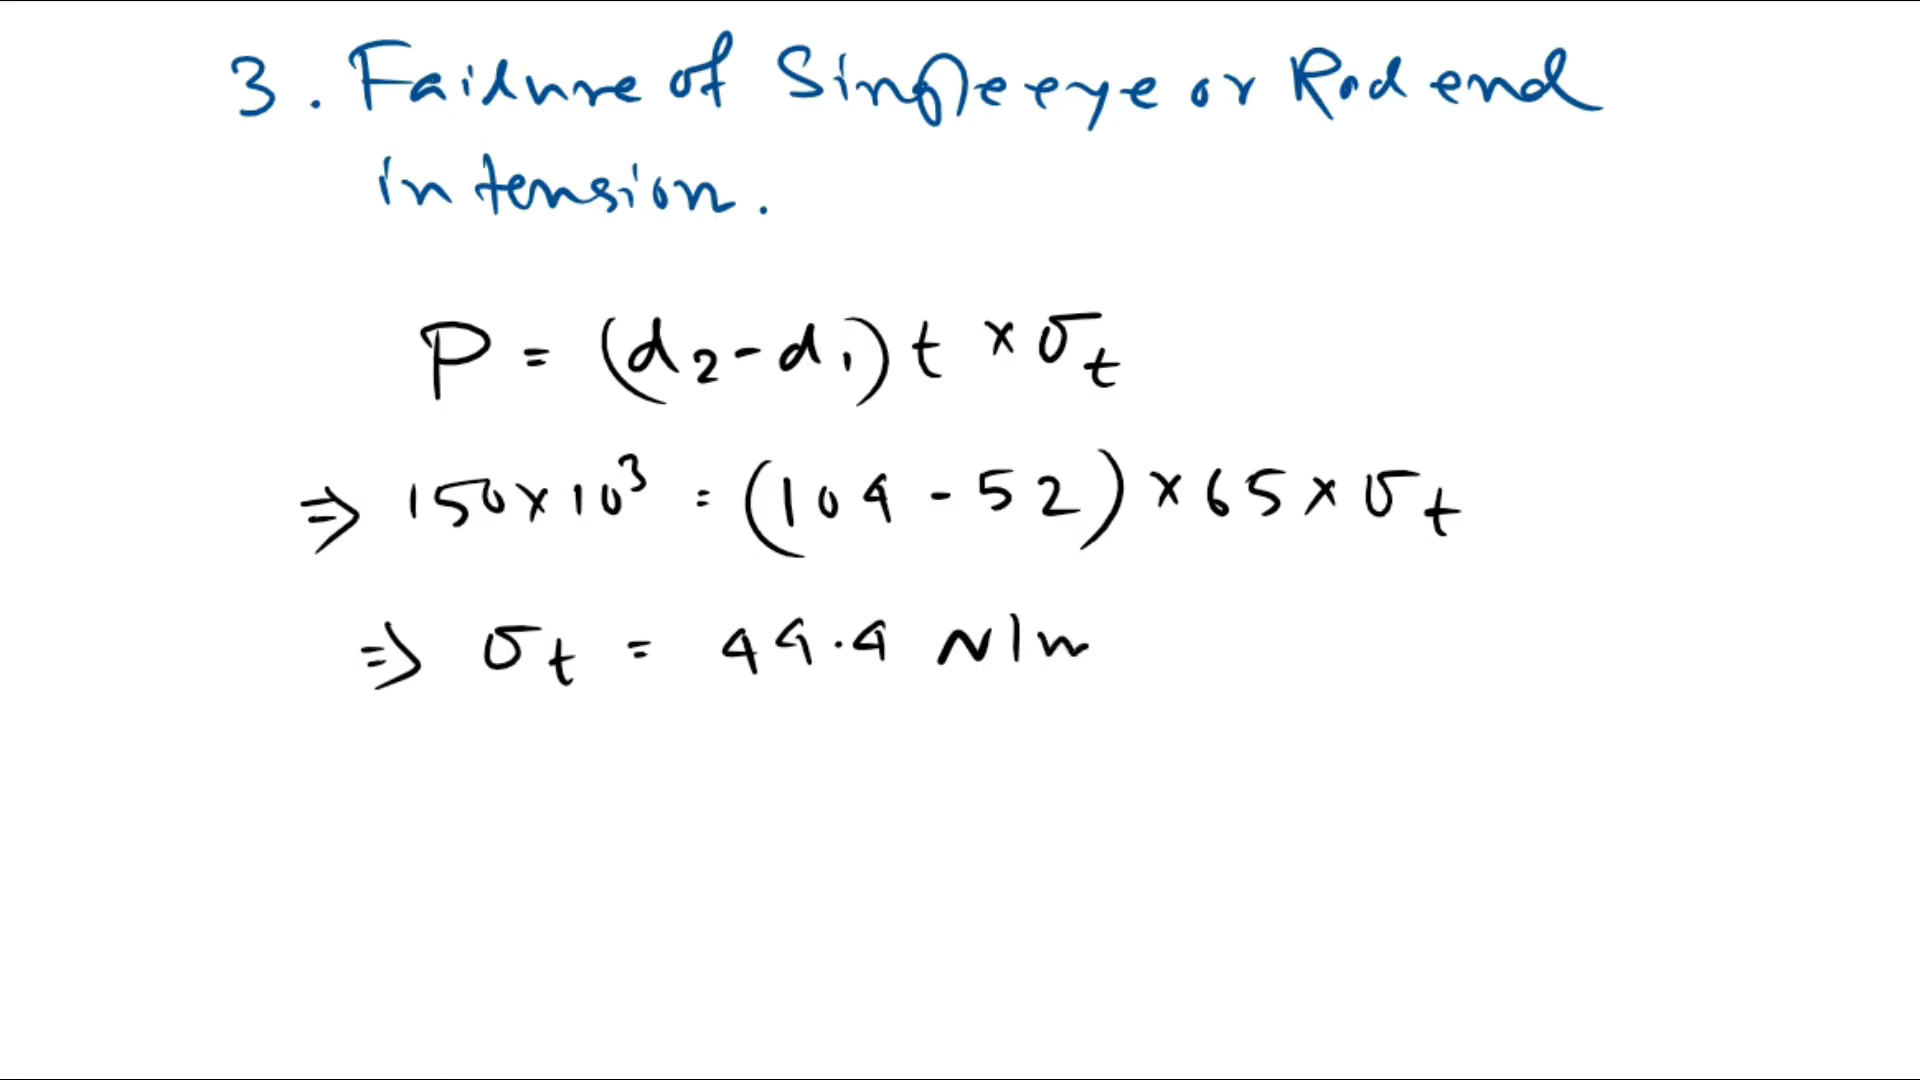 3. Failure of Single eye or Rod end
in tension.
P = (d₂-d₁) t × σₜ
⇒ 150×10³ = (104 - 52) × 65 × σₜ
⇒ σₜ = 44.4 N/m